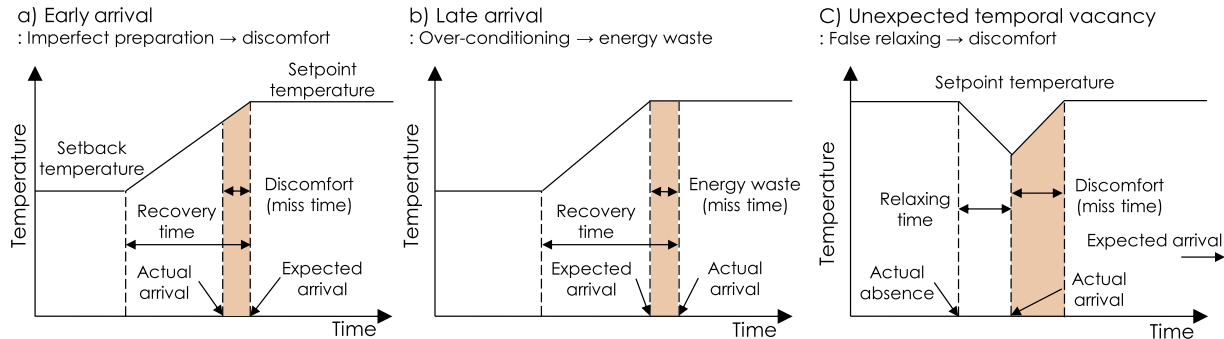 a) Early arrival
: Imperfect preparation → discomfort
Temperature
Setback
temperature
Setpoint
temperature
Discomfort
(miss time)
Recovery
time
Actual
arrival
Expected
arrival
Time
b) Late arrival
: Over-conditioning → energy waste
Temperature
Energy waste
(miss time)
Recovery
time
Expected
arrival
Actual
arrival
Time
C) Unexpected temporal vacancy
: False relaxing → discomfort
Temperature
Setpoint temperature
Relaxing
time
Discomfort
(miss time)
Expected arrival
Actual
absence
Actual
arrival
Time